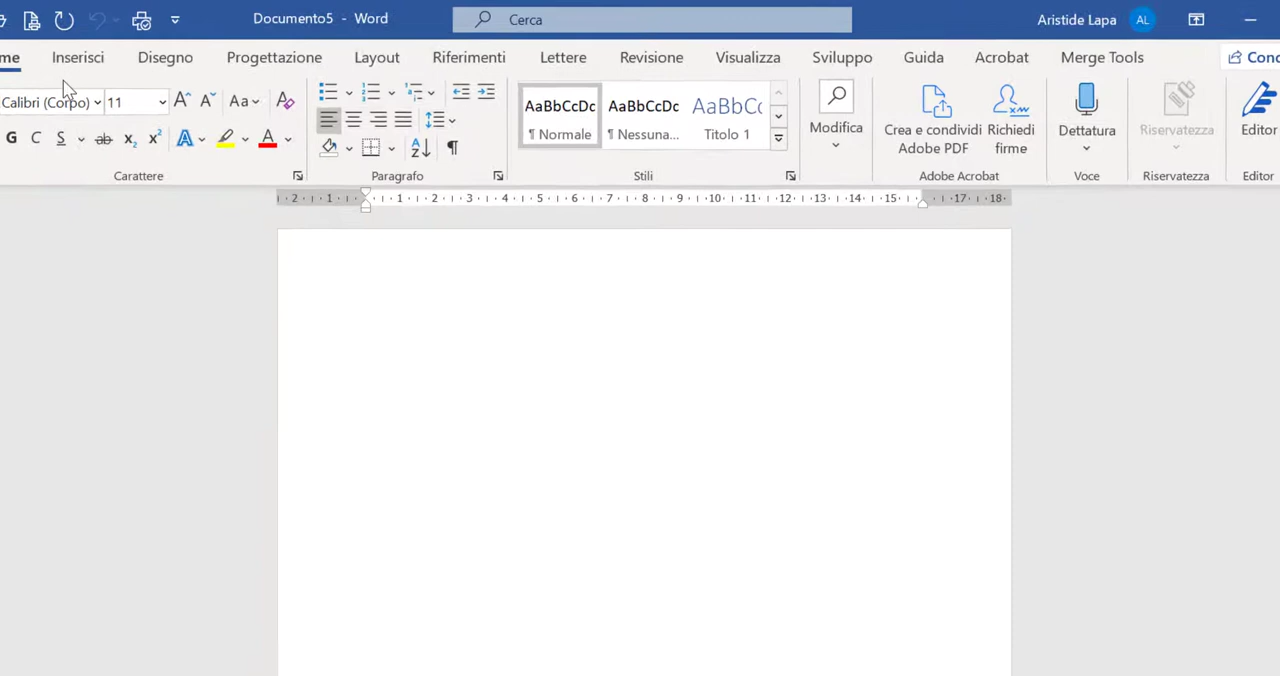 Documento5 - Word
Cerca
Aristide Lapa
AL
me
Inserisci
Disegno
Progettazione
Layout
Riferimenti
Lettere
Revisione
Visualizza
Sviluppo
Guida
Acrobat
Merge Tools
Cond
Calibri (Corpo)
11
A A Aa A
G C S ab x2 x2 A A
AaBbCcDc
¶ Normale
AaBbCcDc
¶ Nessuna...
AaBbCc
Titolo 1
Modifica
Crea e condividi
Adobe PDF
Richiedi
firme
Dettatura
Riservatezza
Editor
Carattere
Paragrafo
Stili
Adobe Acrobat
Voce
Riservatezza
Editor
2 1 1 2 3 4 5 6 7 8 9 10 11 12 13 14 15 17 18